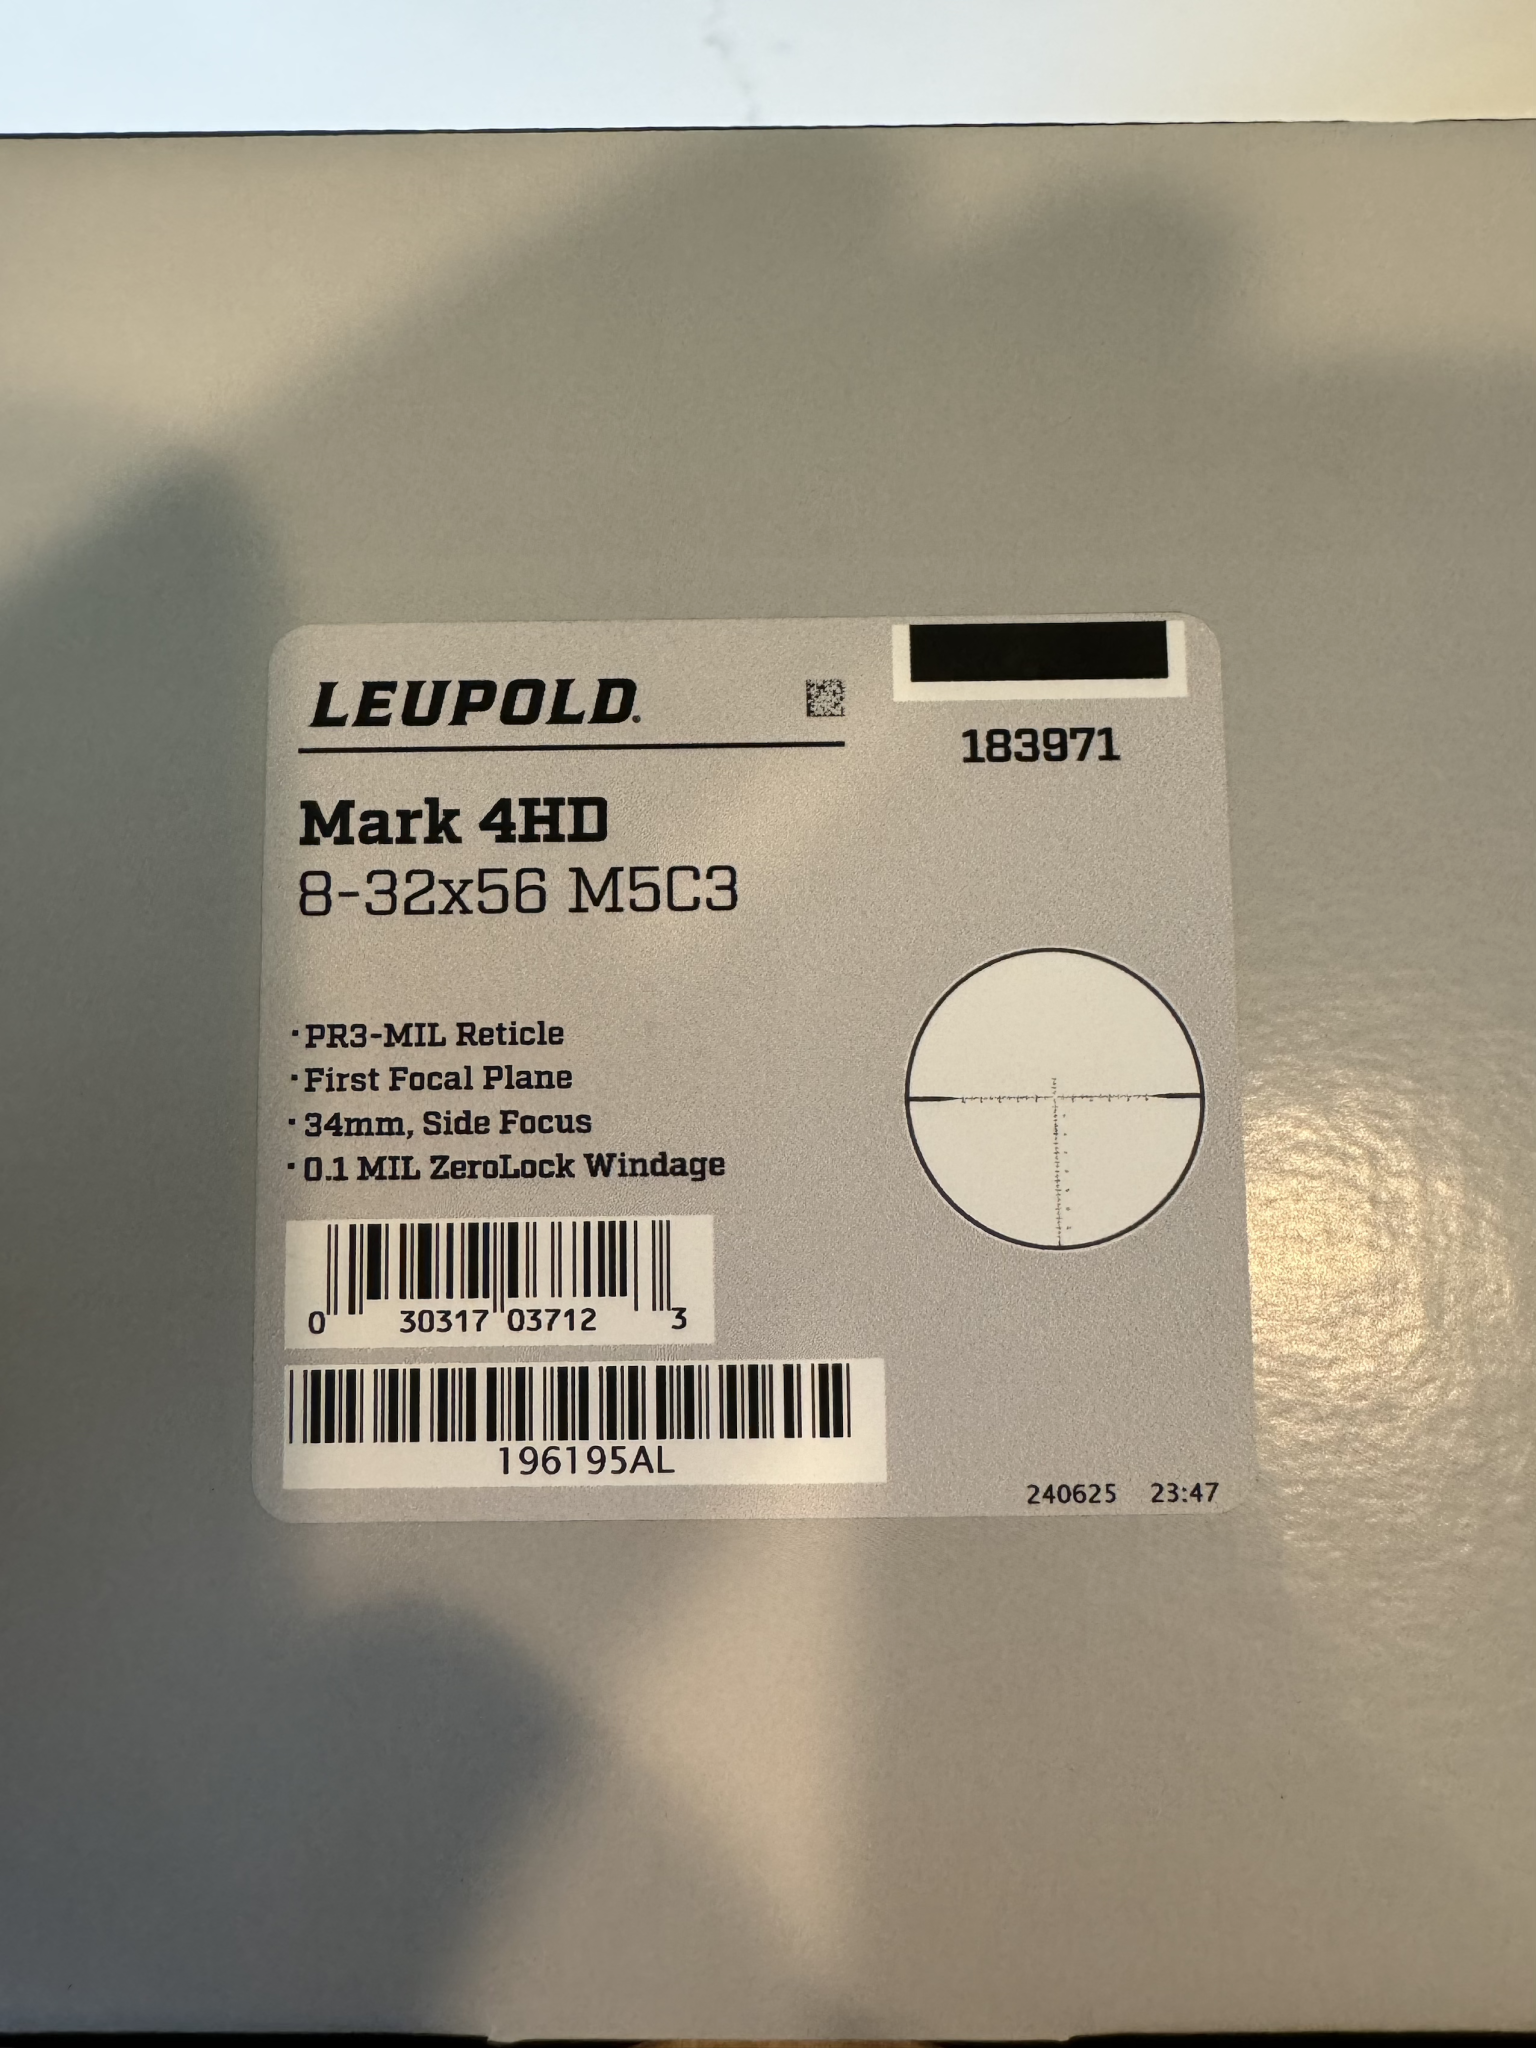 LEUPOLD.
183971
Mark 4HD
8-32x56 M5C3
· PR3-MIL Reticle
· First Focal Plane
· 34mm, Side Focus
· 0.1 MIL ZeroLock Windage
0 30317 03712 3
196195AL
240625 23:47